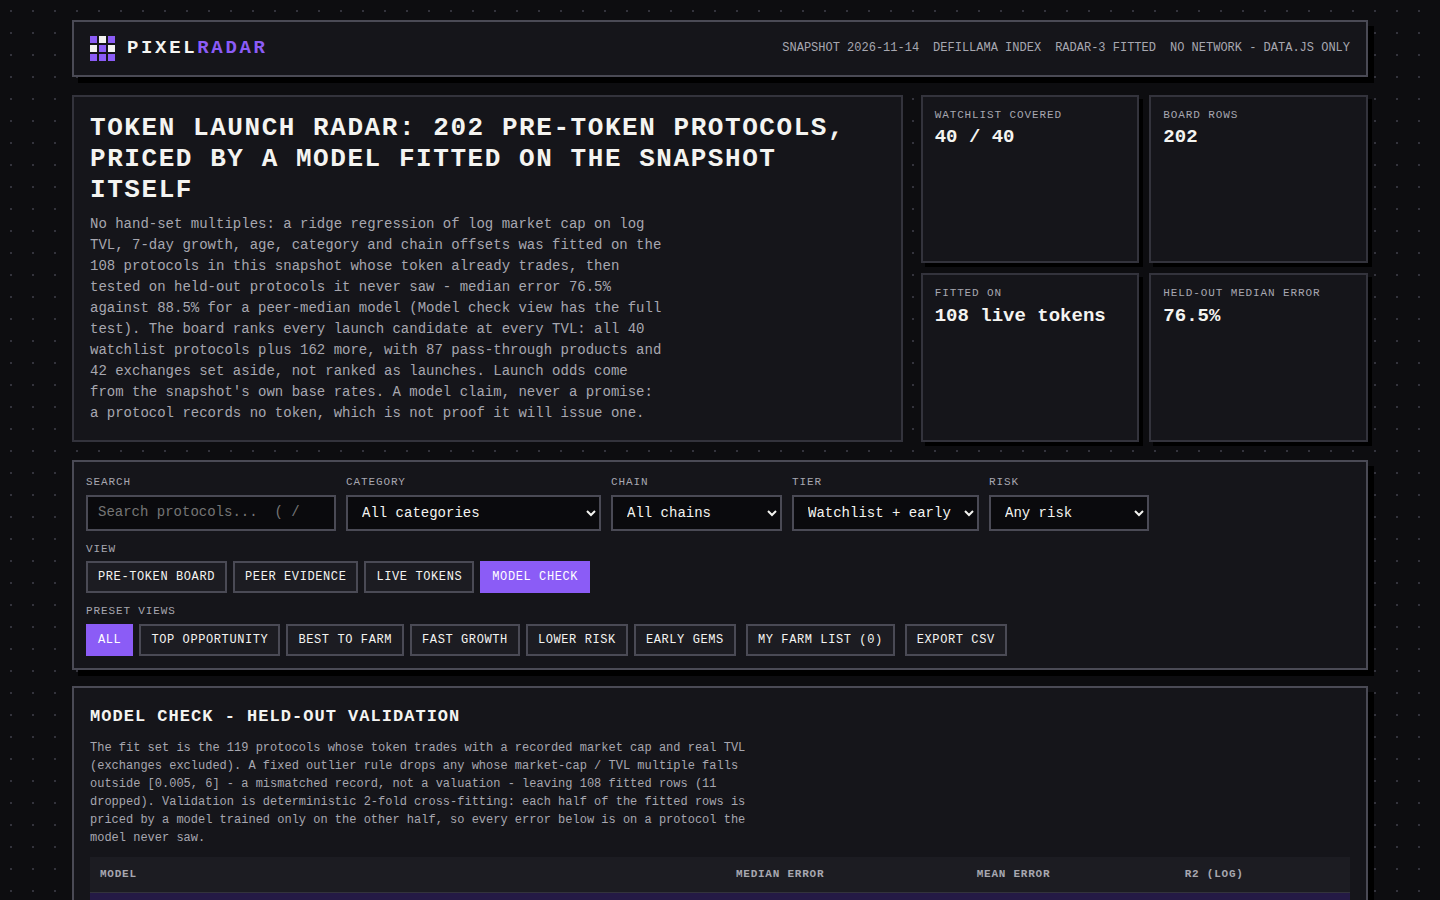 PIXELRADAR
SNAPSHOT 2026-11-14 DEFILLAMA INDEX RADAR-3 FITTED NO NETWORK - DATA.JS ONLY
TOKEN LAUNCH RADAR: 202 PRE-TOKEN PROTOCOLS,
PRICED BY A MODEL FITTED ON THE SNAPSHOT
ITSELF
No hand-set multiples: a ridge regression of log market cap on log
TVL, 7-day growth, age, category and chain offsets was fitted on the
108 protocols in this snapshot whose token already trades, then
tested on held-out protocols it never saw - median error 76.5%
against 88.5% for a peer-median model (Model check view has the full
test). The board ranks every launch candidate at every TVL: all 40
watchlist protocols plus 162 more, with 87 pass-through products and
42 exchanges set aside, not ranked as launches. Launch odds come
from the snapshot's own base rates. A model claim, never a promise:
a protocol records no token, which is not proof it will issue one.
WATCHLIST COVERED
40 / 40
BOARD ROWS
202
FITTED ON
108 live tokens
HELD-OUT MEDIAN ERROR
76.5%
SEARCH CATEGORY CHAIN TIER RISK
Search protocols... ( / All categories All chains Watchlist + early Any risk
VIEW
PRE-TOKEN BOARD PEER EVIDENCE LIVE TOKENS MODEL CHECK
PRESET VIEWS
ALL TOP OPPORTUNITY BEST TO FARM FAST GROWTH LOWER RISK EARLY GEMS MY FARM LIST (0) EXPORT CSV
MODEL CHECK - HELD-OUT VALIDATION
The fit set is the 119 protocols whose token trades with a recorded market cap and real TVL
(exchanges excluded). A fixed outlier rule drops any whose market-cap / TVL multiple falls
outside [0.005, 6] - a mismatched record, not a valuation - leaving 108 fitted rows (11
dropped). Validation is deterministic 2-fold cross-fitting: each half of the fitted rows is
priced by a model trained only on the other half, so every error below is on a protocol the
model never saw.
MODEL MEDIAN ERROR MEAN ERROR R2 (LOG)